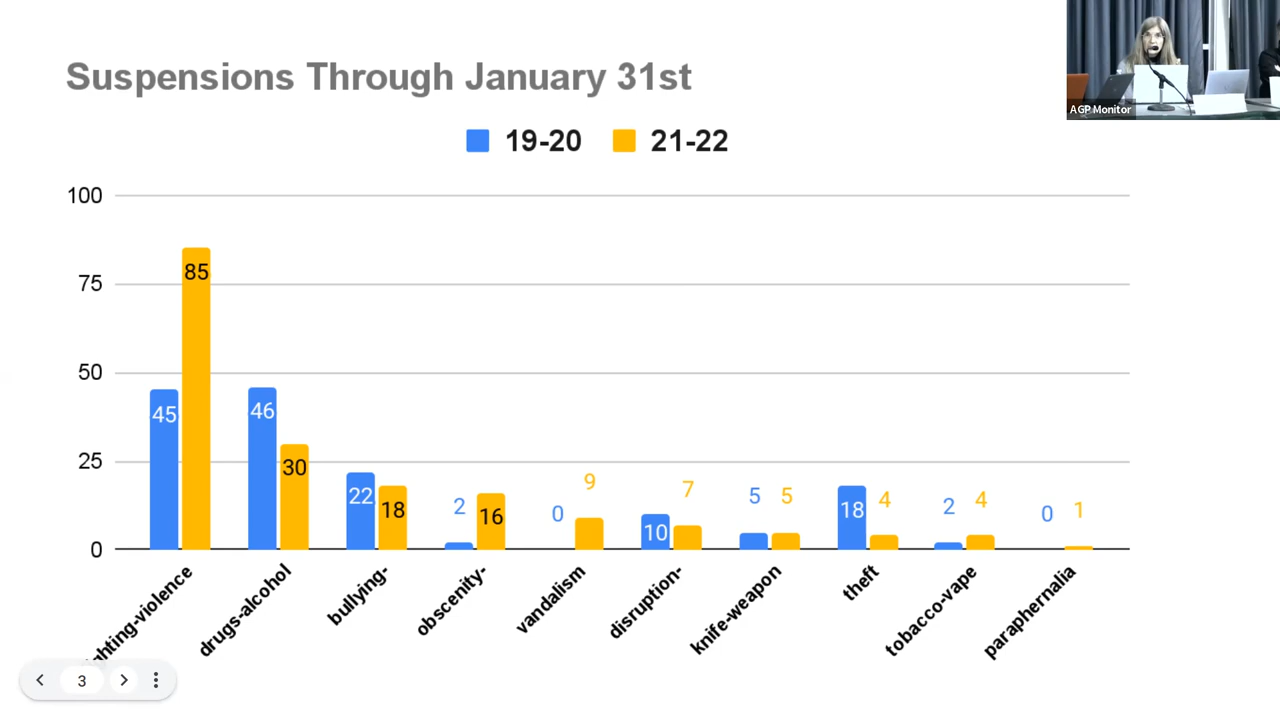 Suspensions Through January 31st
AGP Monitor
19-20 21-22
100
75
50
25
0
45 85
46 30
22 18
2 16
0 9
10 7
5 5
18 4
2 4
0 1
ghting-violence
drugs-alcohol
bullying-
obscenity-
vandalism
disruption-
knife-weapon
theft
tobacco-vape
paraphernalia
3